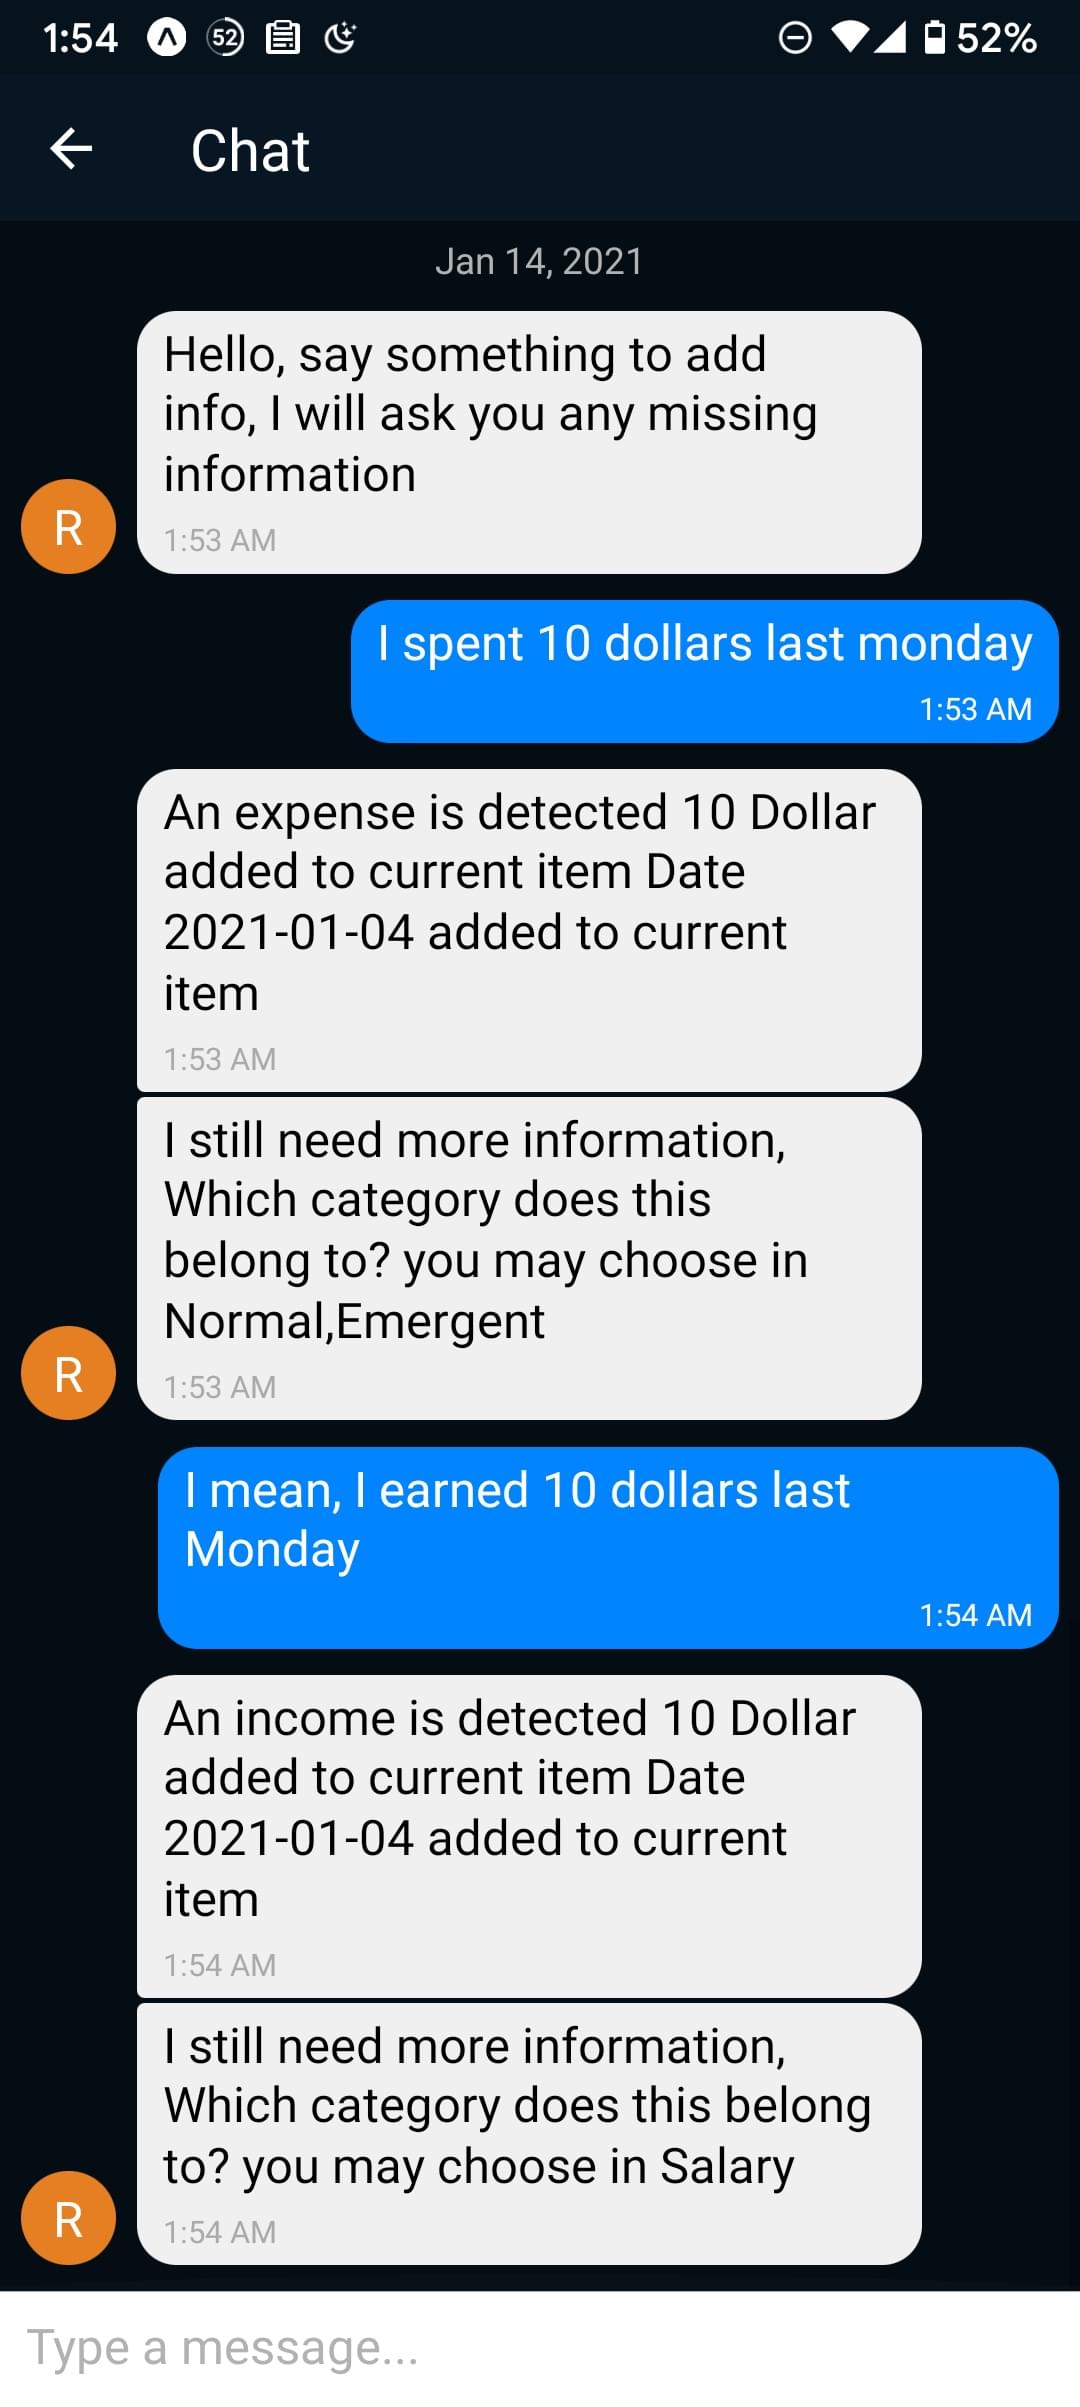 1:54 52 52%
Chat
Jan 14, 2021
Hello, say something to add
info, I will ask you any missing
information
1:53 AM
R
I spent 10 dollars last monday
1:53 AM
An expense is detected 10 Dollar
added to current item Date
2021-01-04 added to current
item
1:53 AM
I still need more information,
Which category does this
belong to? you may choose in
Normal,Emergent
1:53 AM
R
I mean, I earned 10 dollars last
Monday
1:54 AM
An income is detected 10 Dollar
added to current item Date
2021-01-04 added to current
item
1:54 AM
I still need more information,
Which category does this belong
to? you may choose in Salary
1:54 AM
R
Type a message...